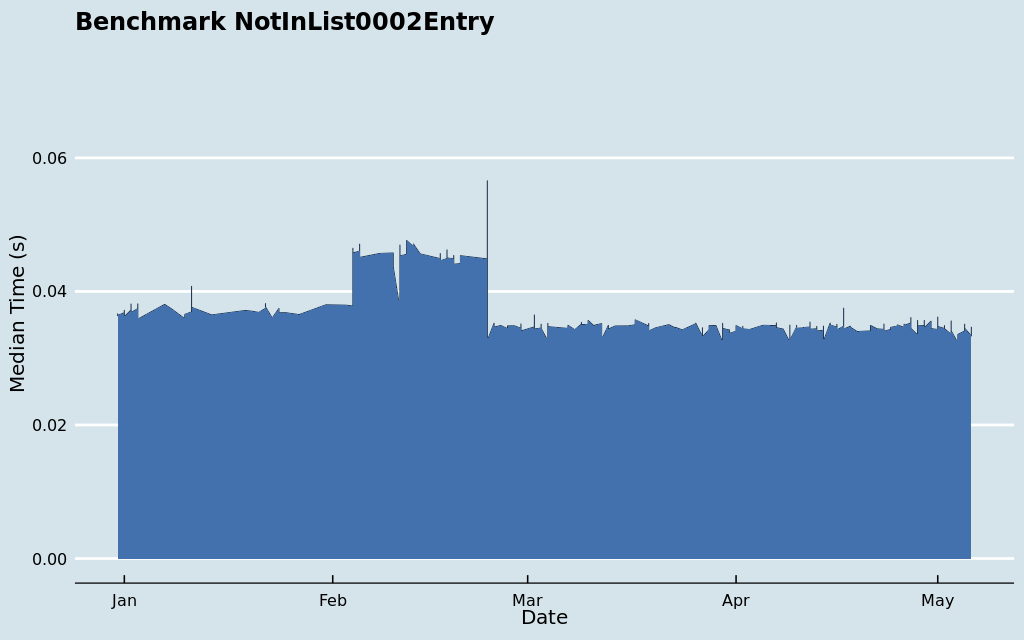 Benchmark NotInList0002Entry
Median Time (s)
0.06
0.04
0.02
0.00
Jan Feb Mar Apr May
Date